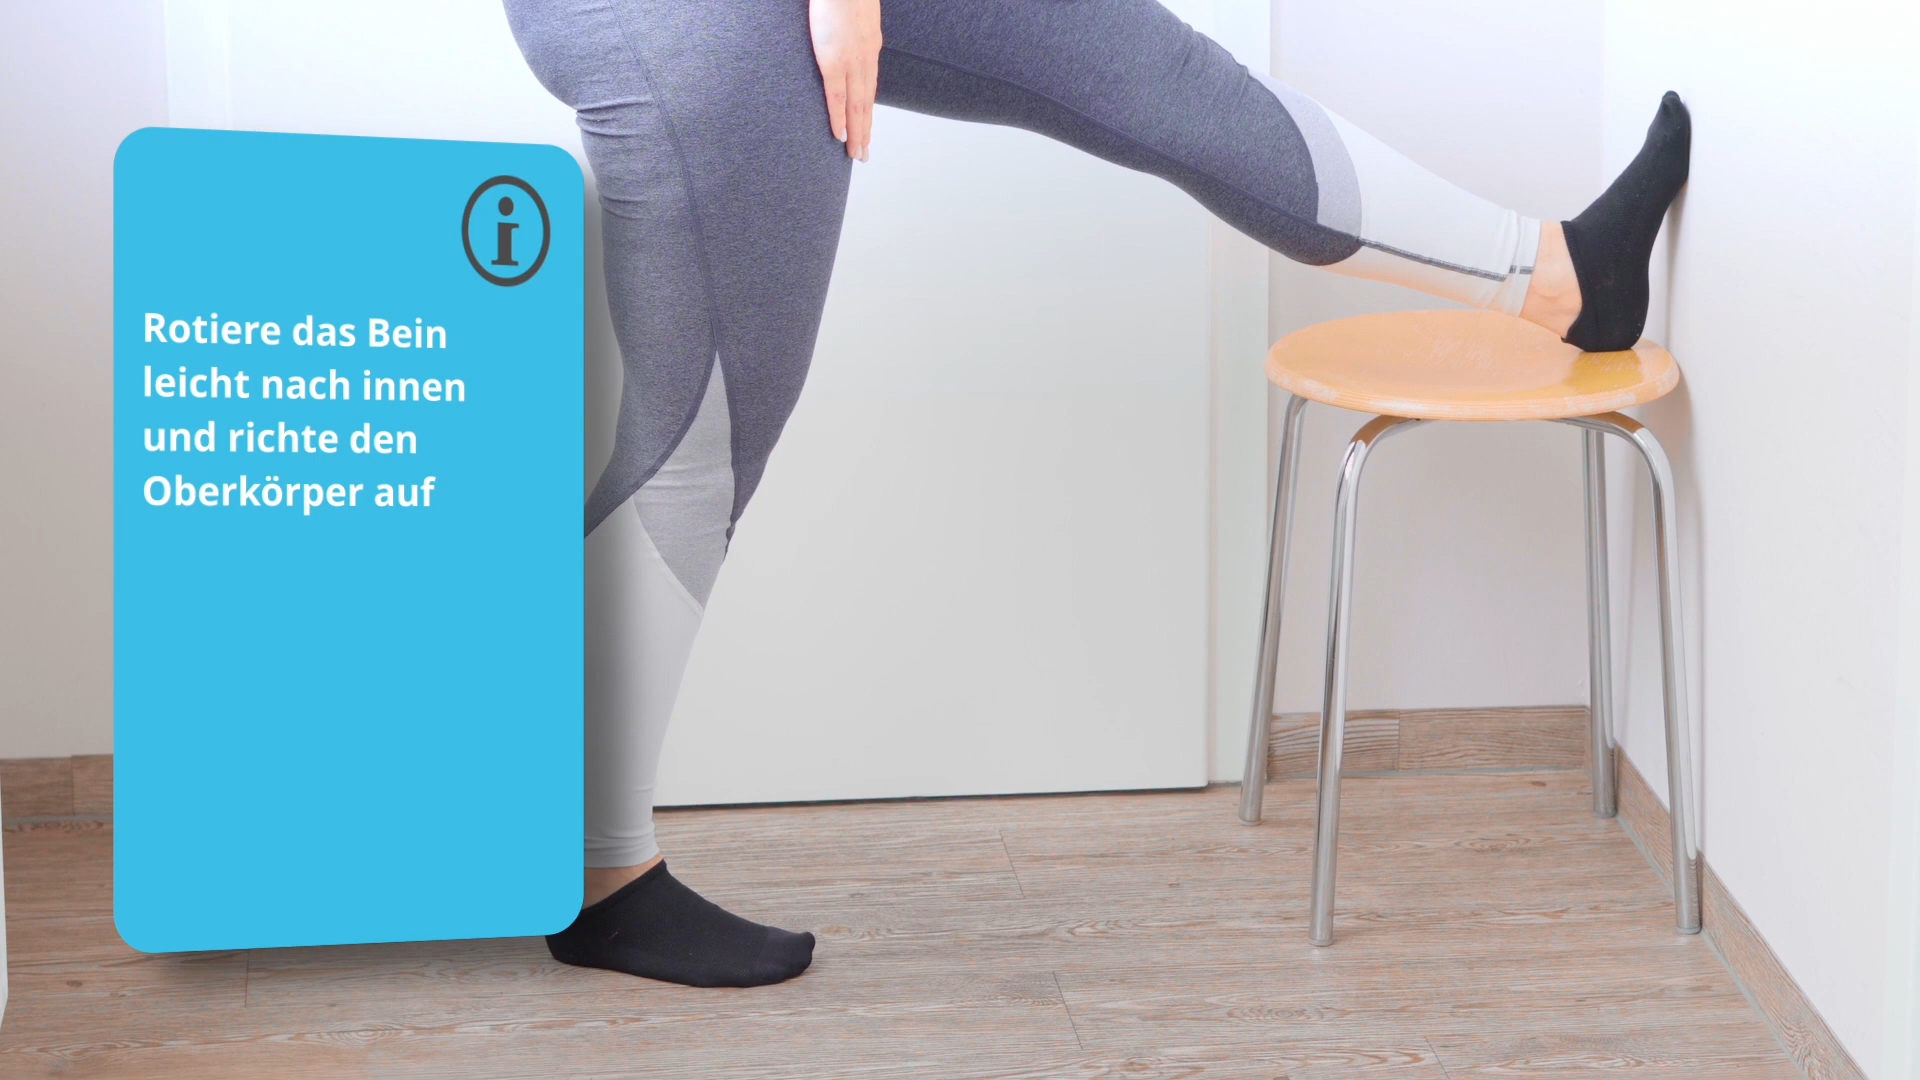 Rotiere das Bein
leicht nach innen
und richte den
Oberkörper auf